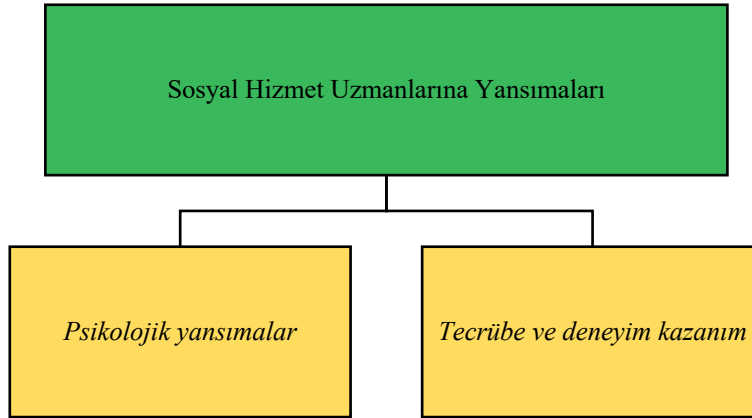 Sosyal Hizmet Uzmanlarına Yansımaları
Psikolojik yansımalar
Tecrübe ve deneyim kazanım